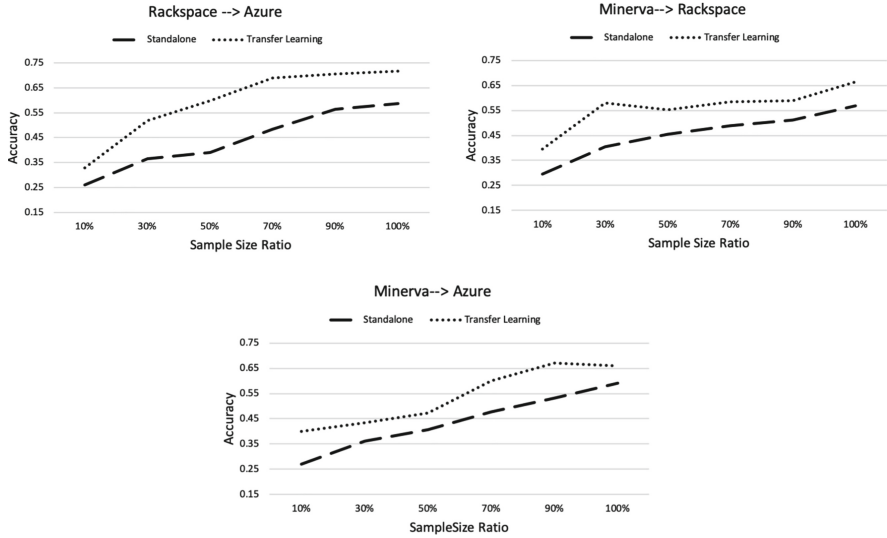 Rackspace --> Azure
Standalone Transfer Learning
0.75
0.65
0.55
0.45
0.35
0.25
0.15
Accuracy
10% 30% 50% 70% 90% 100%
Sample Size Ratio
Minerva--> Rackspace
Standalone Transfer Learning
0.75
0.65
0.55
0.45
0.35
0.25
0.15
Accuracy
10% 30% 50% 70% 90% 100%
Sample Size Ratio
Minerva--> Azure
Standalone Transfer Learning
0.75
0.65
0.55
0.45
0.35
0.25
0.15
Accuracy
10% 30% 50% 70% 90% 100%
SampleSize Ratio